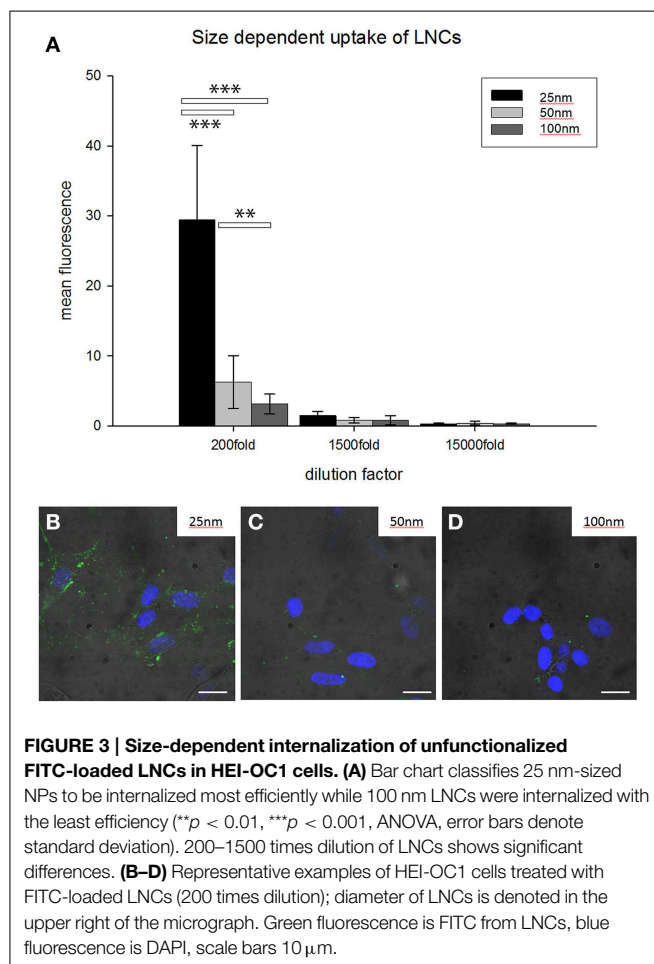 A
Size dependent uptake of LNCs
50
40
30
20
10
0
mean fluorescence
***
***
**
25nm
50nm
100nm
200fold
1500fold
15000fold
dilution factor
B
25nm
C
50nm
D
100nm
FIGURE 3 | Size-dependent internalization of unfunctionalized
FITC-loaded LNCs in HEI-OC1 cells. (A) Bar chart classifies 25 nm-sized
NPs to be internalized most efficiently while 100 nm LNCs were internalized with
the least efficiency (**p < 0.01, ***p < 0.001, ANOVA, error bars denote
standard deviation). 200–1500 times dilution of LNCs shows significant
differences. (B–D) Representative examples of HEI-OC1 cells treated with
FITC-loaded LNCs (200 times dilution); diameter of LNCs is denoted in the
upper right of the micrograph. Green fluorescence is FITC from LNCs, blue
fluorescence is DAPI, scale bars 10 μm.